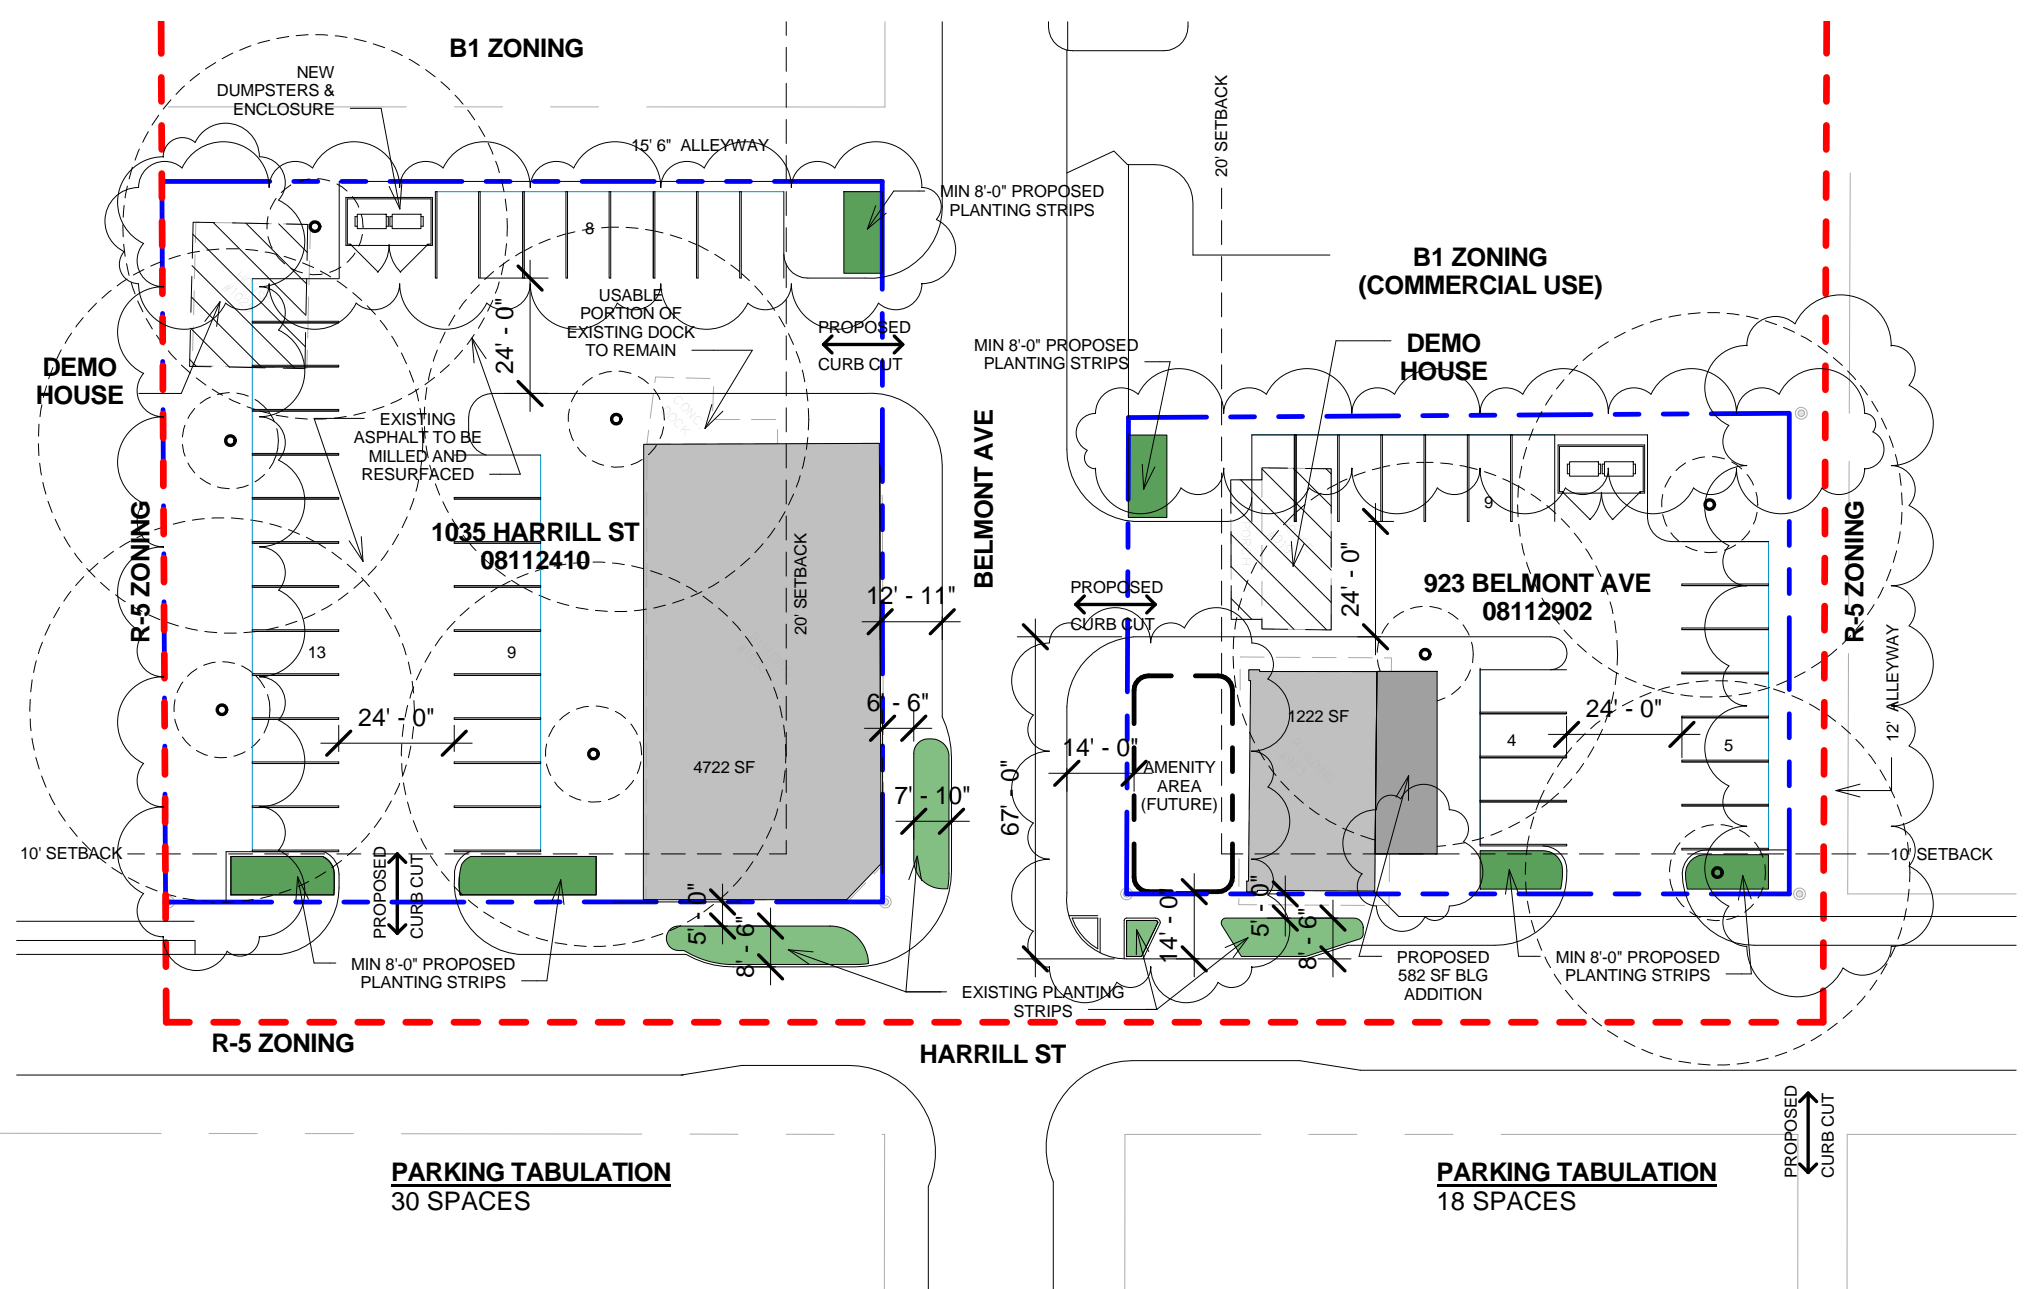 B1 ZONING
NEW
DUMPSTERS &
ENCLOSURE
15' 6" ALLEYWAY
MIN 8'-0" PROPOSED
PLANTING STRIPS
20' SETBACK
8
24' - 0"
USABLE
PORTION OF
EXISTING DOCK
TO REMAIN
PROPOSED
CURB CUT
B1 ZONING
(COMMERCIAL USE)
MIN 8'-0" PROPOSED
PLANTING STRIPS
DEMO
HOUSE
DEMO
HOUSE
EXISTING
ASPHALT TO BE
MILLED AND
RESURFACED
BELMONT AVE
R-5 ZONING
1035 HARRILL ST
08112410
20' SETBACK
12' - 11"
PROPOSED
CURB CUT
9
24' - 0"
923 BELMONT AVE
08112902
R-5 ZONING
12' ALLEYWAY
13
9
24' - 0"
6' - 6"
4722 SF
7' - 10"
67' - 0"
14' - 0"
AMENITY
AREA
(FUTURE)
1222 SF
4
24' - 0"
5
10' SETBACK
10' SETBACK
PROPOSED
CURB CUT
5' - 0"
8' - 6"
14' - 0"
5' - 0"
8' - 6"
MIN 8'-0" PROPOSED
PLANTING STRIPS
EXISTING PLANTING
STRIPS
PROPOSED
582 SF BLG
ADDITION
MIN 8'-0" PROPOSED
PLANTING STRIPS
R-5 ZONING
HARRILL ST
PROPOSED
CURB CUT
PARKING TABULATION
30 SPACES
PARKING TABULATION
18 SPACES